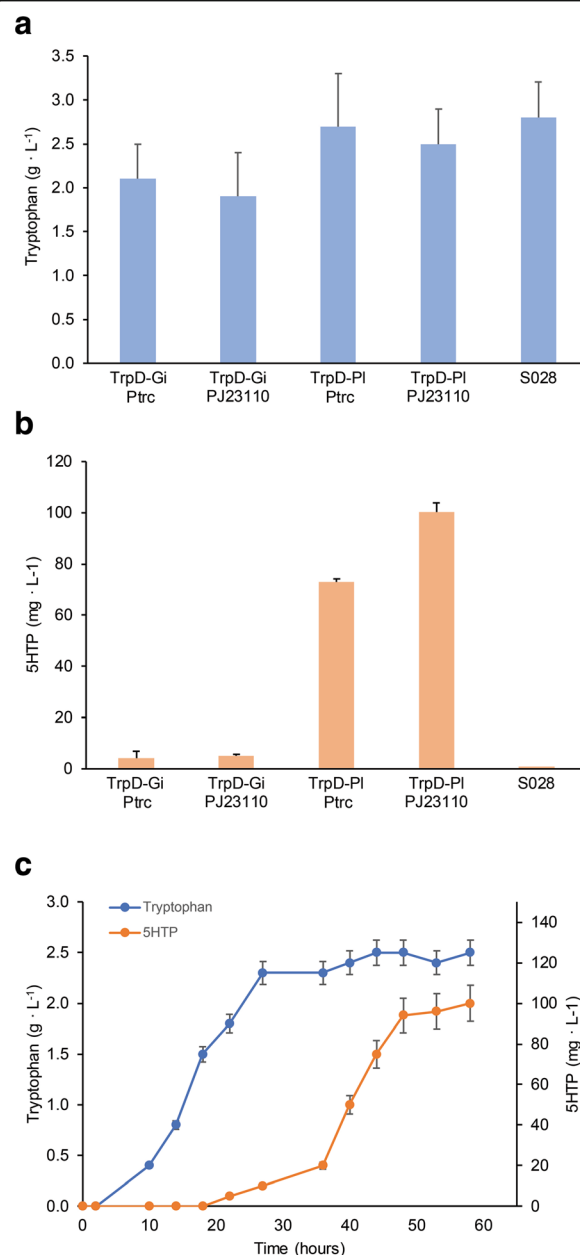 a
Tryptophan (g · L⁻¹)
3.5
3.0
2.5
2.0
1.5
1.0
0.5
0.0
TrpD-Gi
Ptrc
TrpD-Gi
PJ23110
TrpD-Pl
Ptrc
TrpD-Pl
PJ23110
S028
b
5HTP (mg · L-1)
120
100
80
60
40
20
0
TrpD-Gi
Ptrc
TrpD-Gi
PJ23110
TrpD-Pl
Ptrc
TrpD-Pl
PJ23110
S028
c
Tryptophan
5HTP
Tryptophan (g · L⁻¹)
3.0
2.5
2.0
1.5
1.0
0.5
0.0
140
120
100
80
60
40
20
0
5HTP (mg · L-1)
0 10 20 30 40 50 60
Time (hours)